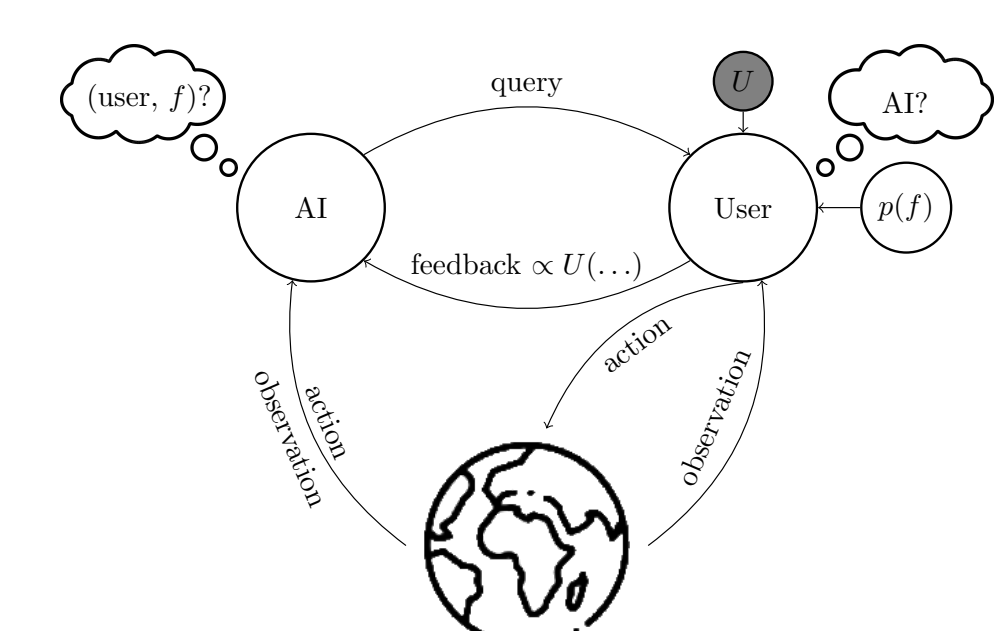 (user, f)?
query
U
AI?
AI
User
p(f)
feedback ∝ U(...)
action
action
observation
observation